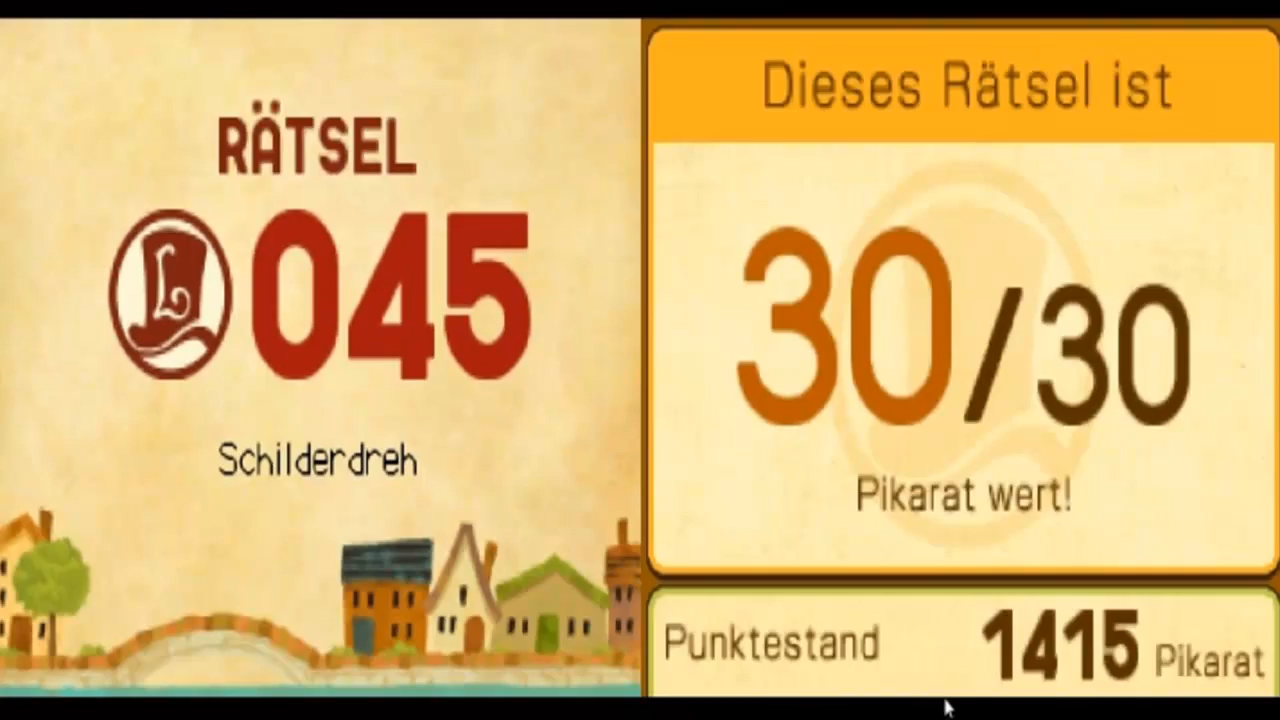 RÄTSEL
L 045
Schilderdreh
Dieses Rätsel ist
30/30
Pikarat wert!
Punktestand 1415 Pikarat